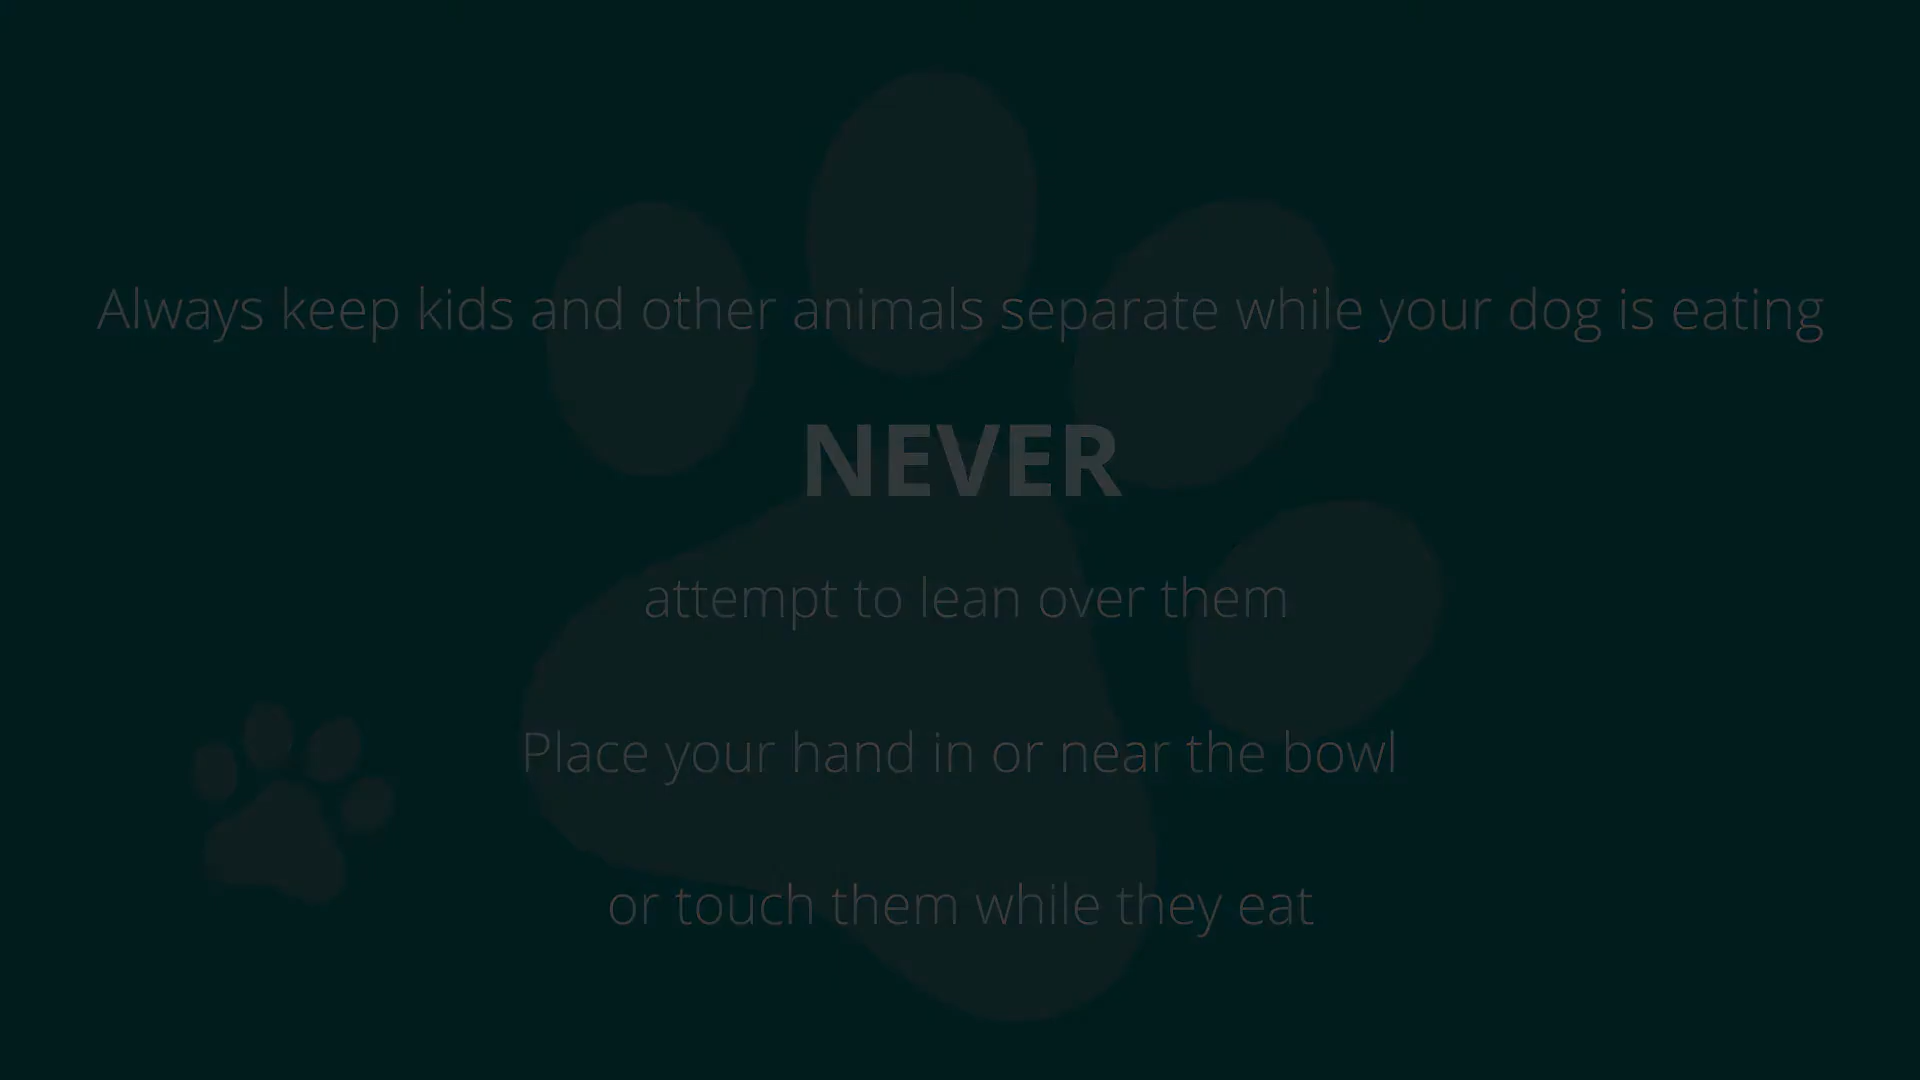 Always keep kids and other animals separate while your dog is eating
NEVER
attempt to lean over them
Place your hand in or near the bowl
or touch them while they eat